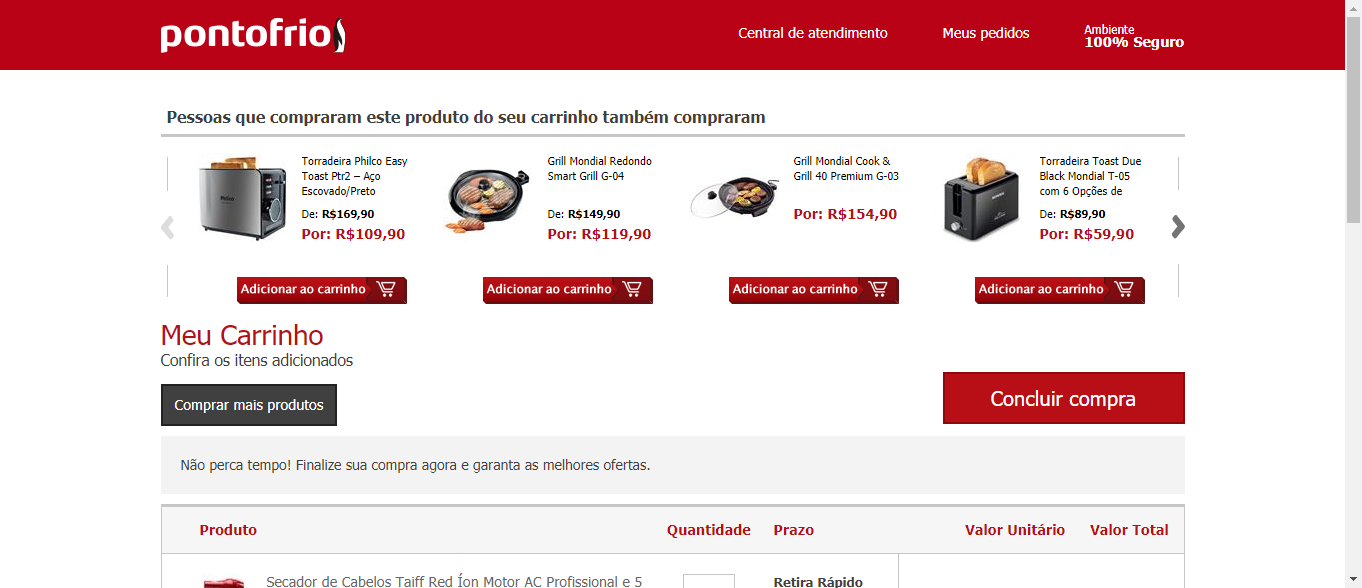 pontofrio
Central de atendimento
Meus pedidos
Ambiente
100% Seguro
Pessoas que compraram este produto do seu carrinho também compraram
Torradeira Philco Easy
Toast Ptr2 – Aço
Escovado/Preto
De: R$169,90
Por: R$109,90
Adicionar ao carrinho
Grill Mondial Redondo
Smart Grill G-04
De: R$149,90
Por: R$119,90
Adicionar ao carrinho
Grill Mondial Cook &
Grill 40 Premium G-03
Por: R$154,90
Adicionar ao carrinho
Torradeira Toast Due
Black Mondial T-05
com 6 Opções de
De: R$89,90
Por: R$59,90
Adicionar ao carrinho
Meu Carrinho
Confira os itens adicionados
Comprar mais produtos
Concluir compra
Não perca tempo! Finalize sua compra agora e garanta as melhores ofertas.
Produto Quantidade Prazo Valor Unitário Valor Total
Secador de Cabelos Taiff Red Íon Motor AC Profissional e 5
Retira Rápido